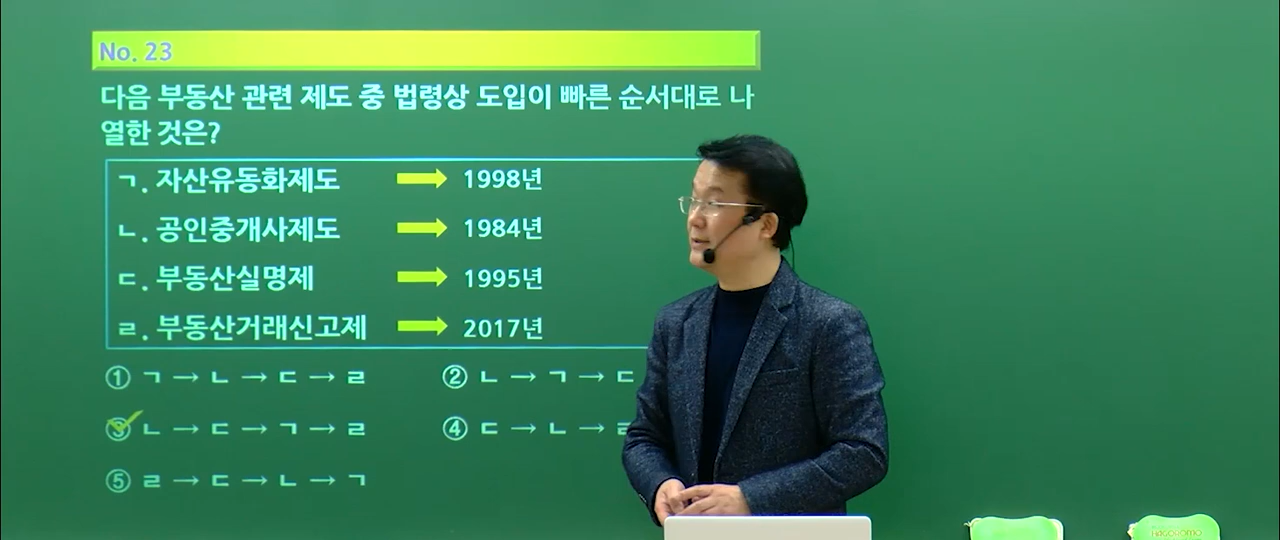 No. 23
다음 부동산 관련 제도 중 법령상 도입이 빠른 순서대로 나
열한 것은?
ㄱ. 자산유동화제도 → 1998년
ㄴ. 공인중개사제도 → 1984년
ㄷ. 부동산실명제 → 1995년
ㄹ. 부동산거래신고제 → 2017년
① ㄱ → ㄴ → ㄷ → ㄹ ② ㄴ → ㄱ → ㄷ
③ ㄴ → ㄷ → ㄱ → ㄹ ④ ㄷ → ㄴ → ㄹ
⑤ ㄹ → ㄷ → ㄴ → ㄱ